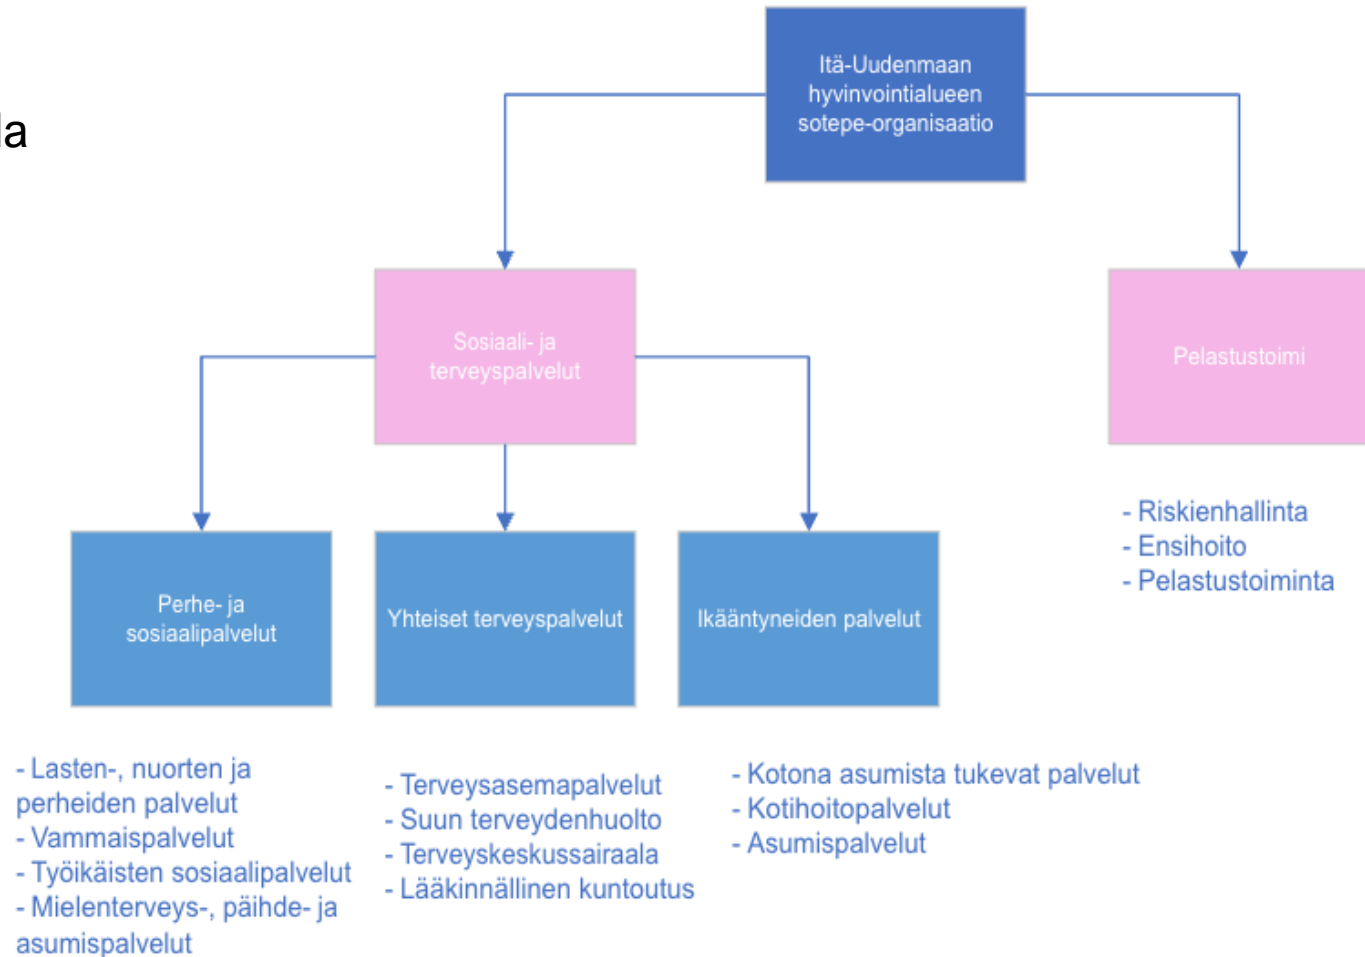 la
Itä-Uudenmaan
hyvinvointialueen
sotepe-organisaatio
Sosiaali- ja
terveyspalvelut
Pelastustoimi
- Riskienhallinta
- Ensihoito
- Pelastustoiminta
Perhe- ja
sosiaalipalvelut
Yhteiset terveyspalvelut
Ikääntyneiden palvelut
- Lasten-, nuorten ja
perheiden palvelut
- Vammaispalvelut
- Työikäisten sosiaalipalvelut
- Mielenterveys-, päihde- ja
asumispalvelut
- Terveysasemapalvelut
- Suun terveydenhuolto
- Terveyskeskussairaala
- Lääkinnällinen kuntoutus
- Kotona asumista tukevat palvelut
- Kotihoitopalvelut
- Asumispalvelut